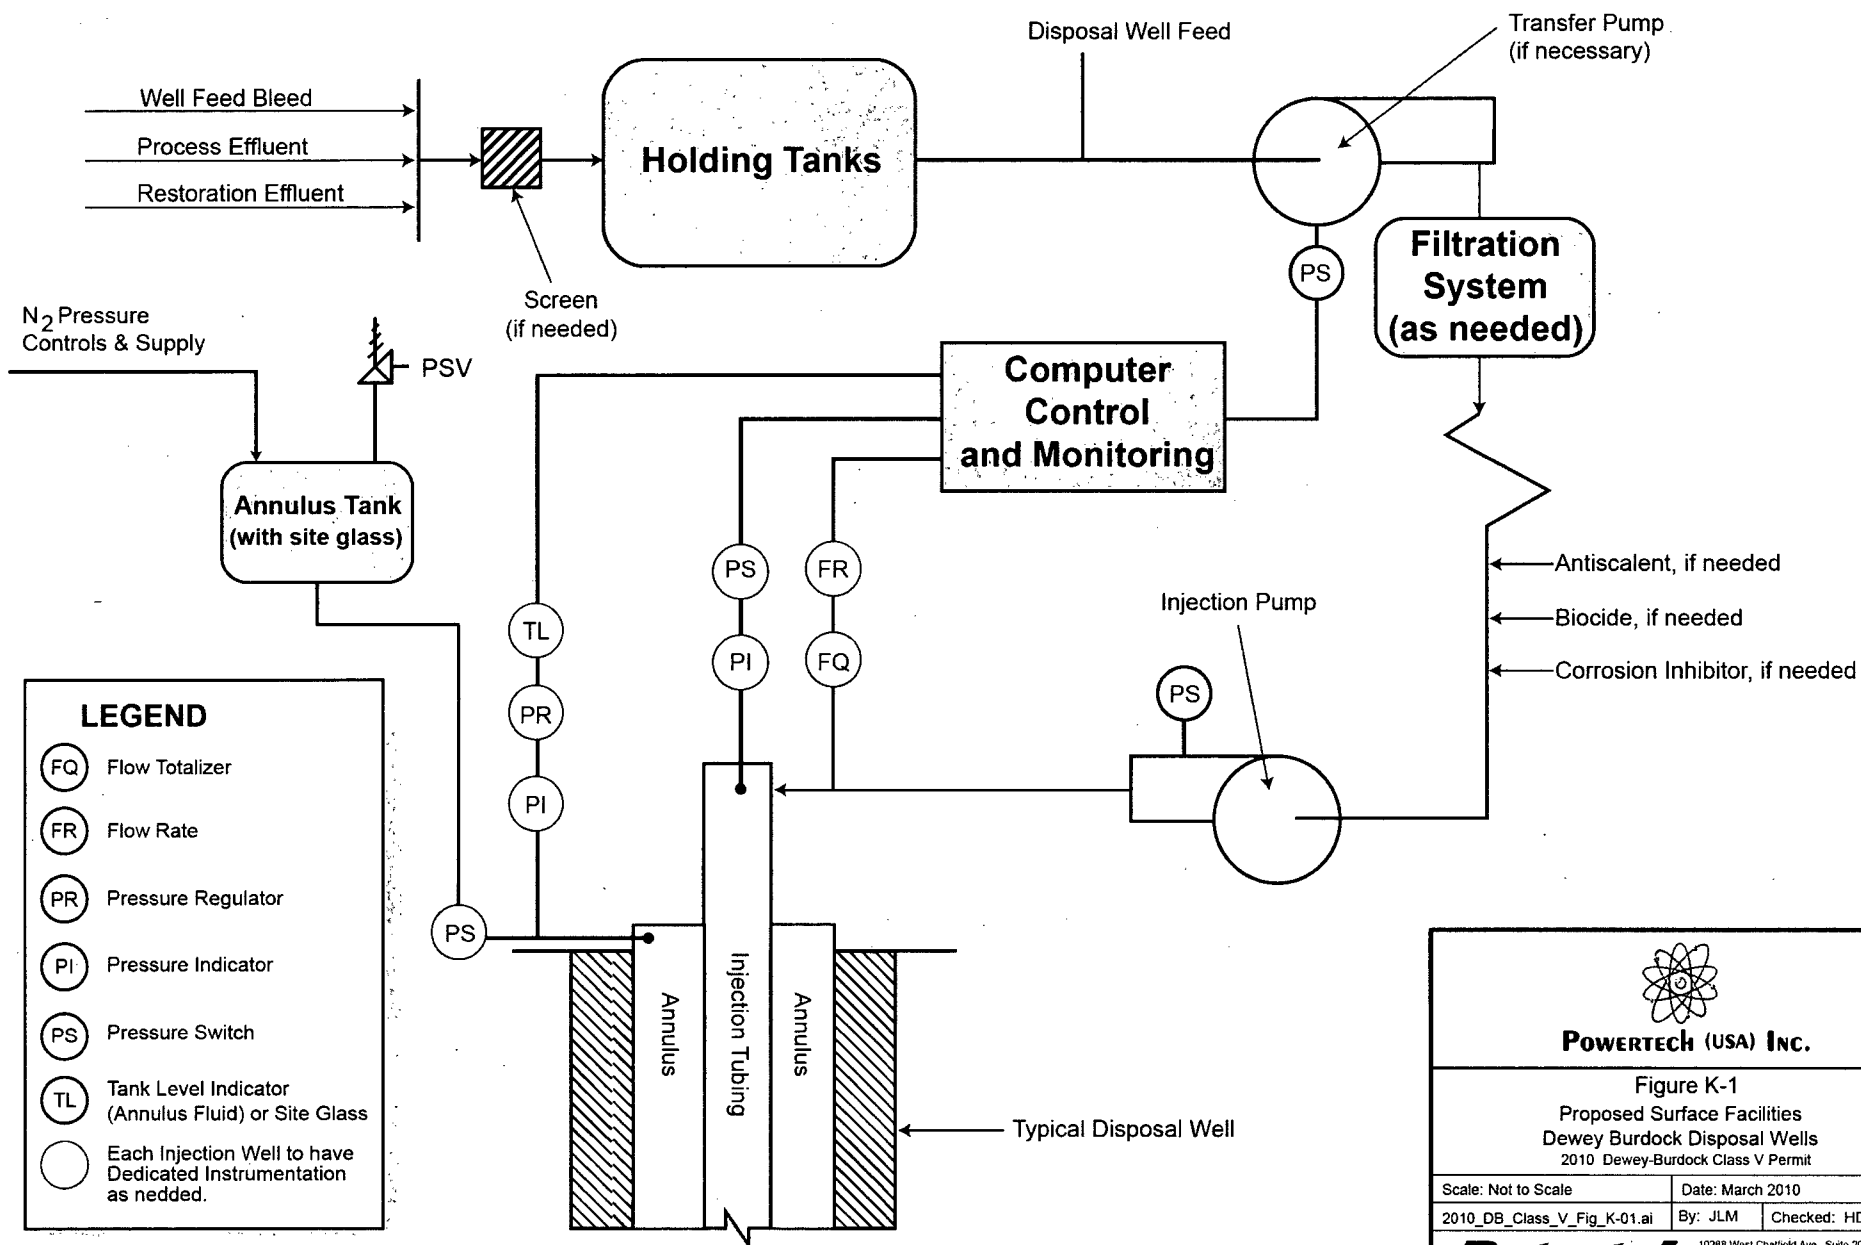 Disposal Well Feed
Transfer Pump
(if necessary)
Well Feed Bleed
Process Effluent
Restoration Effluent
Holding Tanks
Screen
(if needed)
PS
Filtration
System
(as needed)
N2 Pressure
Controls & Supply
PSV
Computer
Control
and Monitoring
Annulus Tank
(with site glass)
PS
FR
TL
PI
FQ
PR
PI
PS
Injection Pump
PS
Antiscalent, if needed
Biocide, if needed
Corrosion Inhibitor, if needed
LEGEND
FQ Flow Totalizer
FR Flow Rate
PR Pressure Regulator
PI Pressure Indicator
PS Pressure Switch
TL Tank Level Indicator
(Annulus Fluid) or Site Glass
Each Injection Well to have
Dedicated Instrumentation
as nedded.
Annulus
Injection Tubing
Annulus
Typical Disposal Well
POWERTECH (USA) INC.
Figure K-1
Proposed Surface Facilities
Dewey Burdock Disposal Wells
2010 Dewey-Burdock Class V Permit
Scale: Not to Scale
Date: March 2010
2010_DB_Class_V_Fig_K-01.ai
By: JLM
Checked: HD